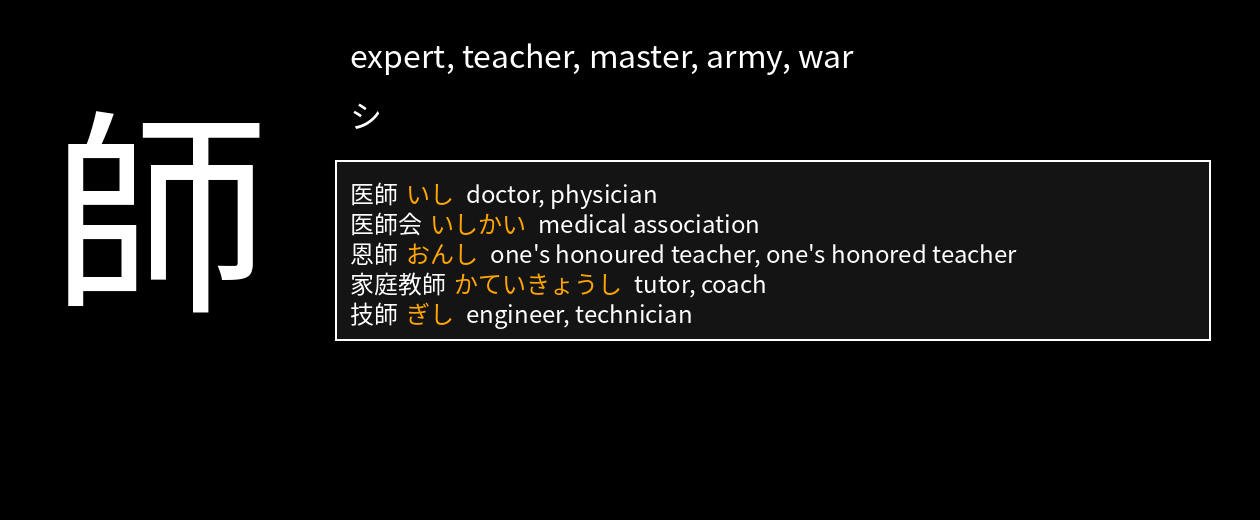 師
expert, teacher, master, army, war
シ
医師 いし doctor, physician
医師会 いしかい medical association
恩師 おんし one's honoured teacher, one's honored teacher
家庭教師 かていきょうし tutor, coach
技師 ぎし engineer, technician